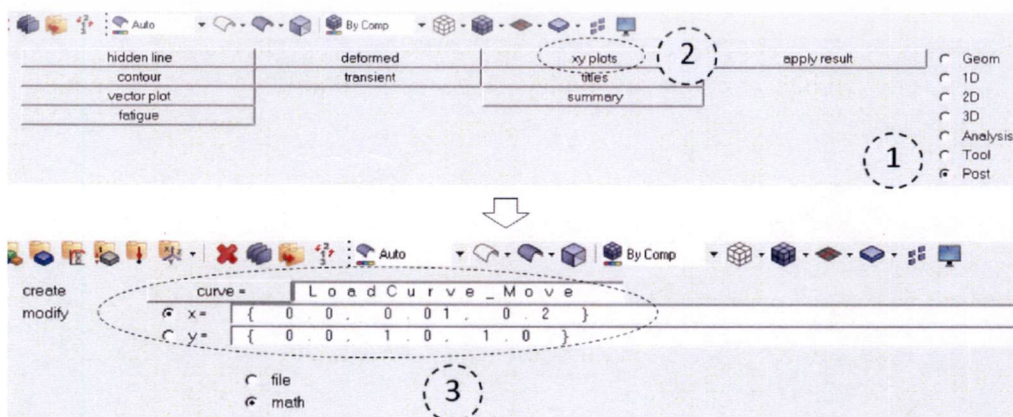 Auto By Comp
hidden line deformed xy plots 2 apply result Geom
contour transient titles 1D
vector plot summary 2D
fatigue 3D
Analysis
1 Tool
Post
Auto By Comp
create curve = LoadCurve_Move
modify x = { 0.0, 0.01, 0.2 }
y = { 0.0 1.0 1.0 }
file
math 3